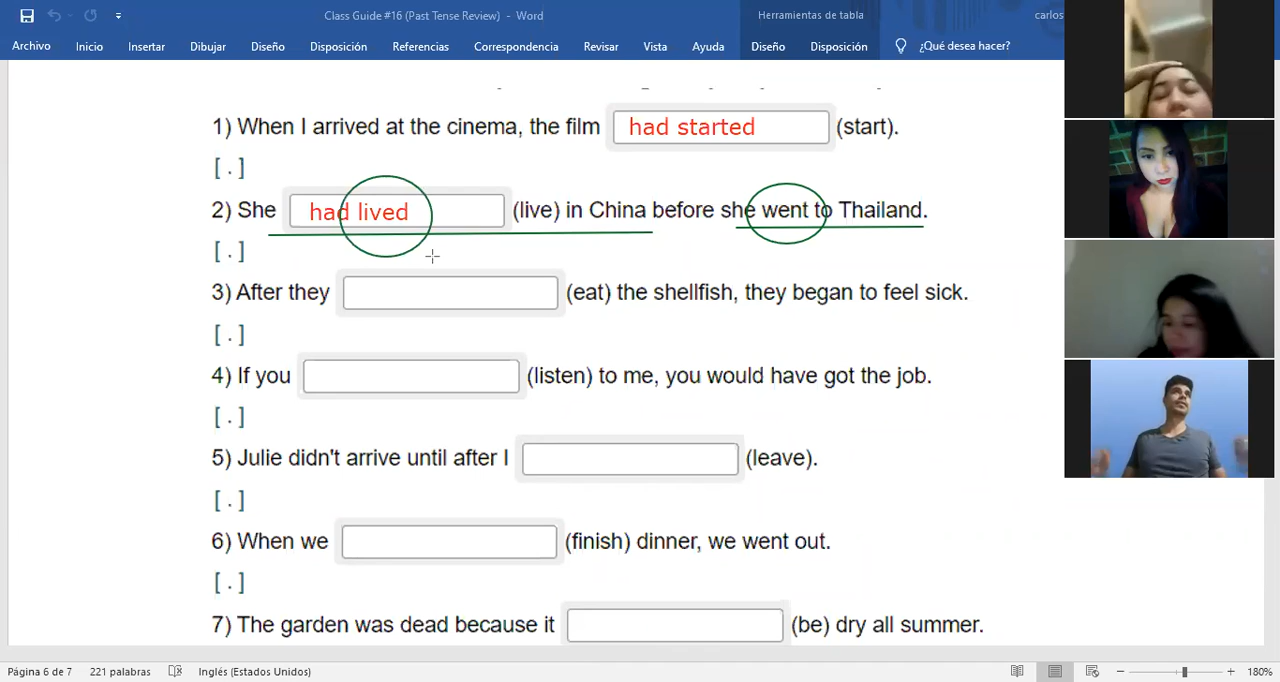 Class Guide #16 (Past Tense Review) - Word
Herramientas de tabla
carlos
Archivo Inicio Insertar Dibujar Diseño Disposición Referencias Correspondencia Revisar Vista Ayuda Diseño Disposición ¿Qué desea hacer?
1) When I arrived at the cinema, the film had started (start).
[ . ]
2) She had lived (live) in China before she went to Thailand.
[ . ]
3) After they (eat) the shellfish, they began to feel sick.
[ . ]
4) If you (listen) to me, you would have got the job.
[ . ]
5) Julie didn't arrive until after I (leave).
[ . ]
6) When we (finish) dinner, we went out.
[ . ]
7) The garden was dead because it (be) dry all summer.
Página 6 de 7 221 palabras Inglés (Estados Unidos) 180%